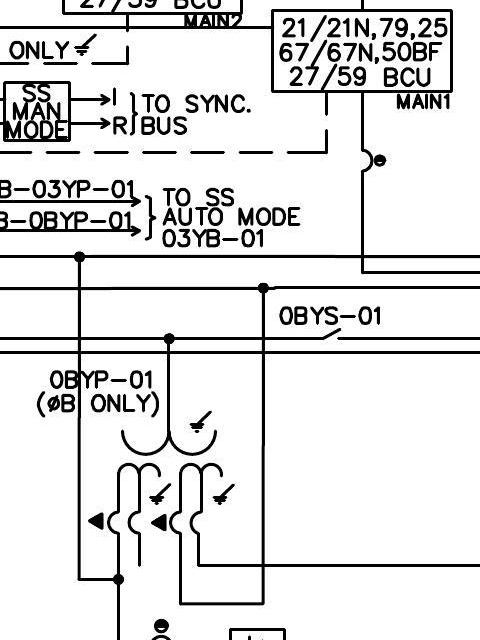 27/59 BCU
MAIN2
ONLY
21/21N,79,25
67/67N,50BF
27/59 BCU
MAIN1
SS
MAN
MODE
I
R
TO SYNC.
BUS
B-03YP-01
B-0BYP-01
TO SS
AUTO MODE
03YB-01
0BYS-01
0BYP-01
(øB ONLY)